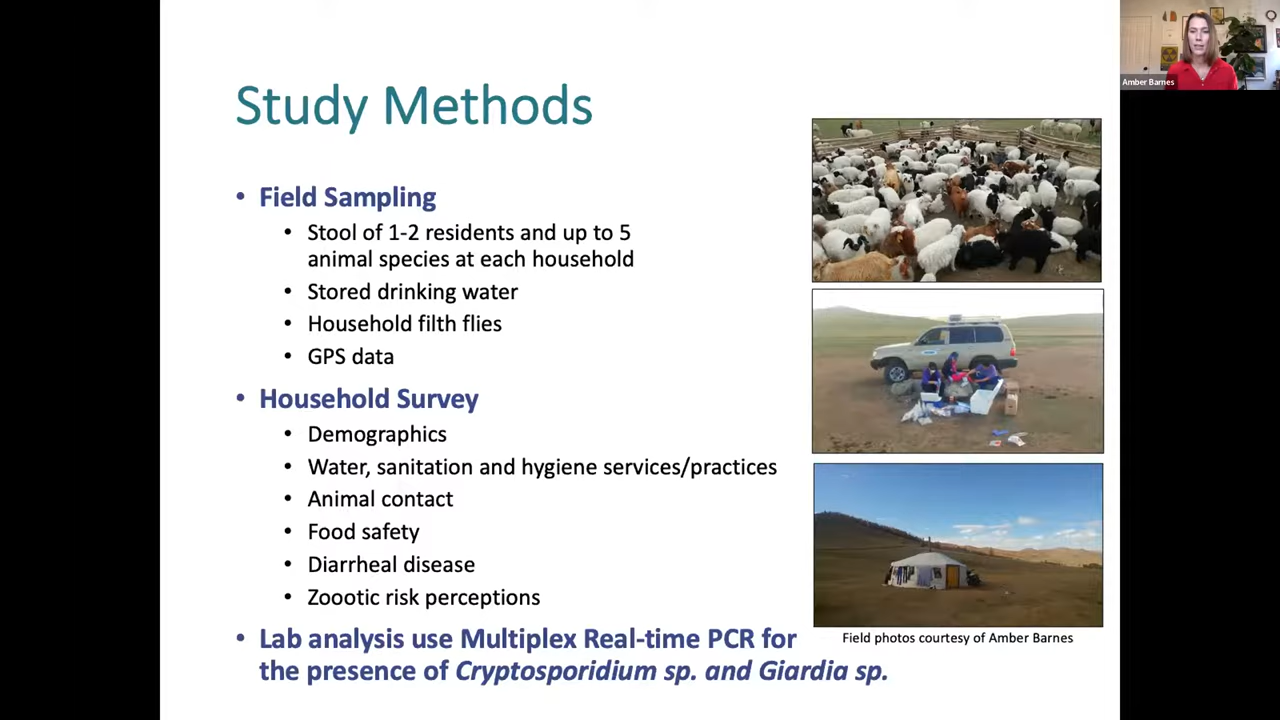 Study Methods
• Field Sampling
• Stool of 1-2 residents and up to 5
animal species at each household
• Stored drinking water
• Household filth flies
• GPS data
• Household Survey
• Demographics
• Water, sanitation and hygiene services/practices
• Animal contact
• Food safety
• Diarrheal disease
• Zoootic risk perceptions
• Lab analysis use Multiplex Real-time PCR for
the presence of Cryptosporidium sp. and Giardia sp.
Field photos courtesy of Amber Barnes
Amber Barnes